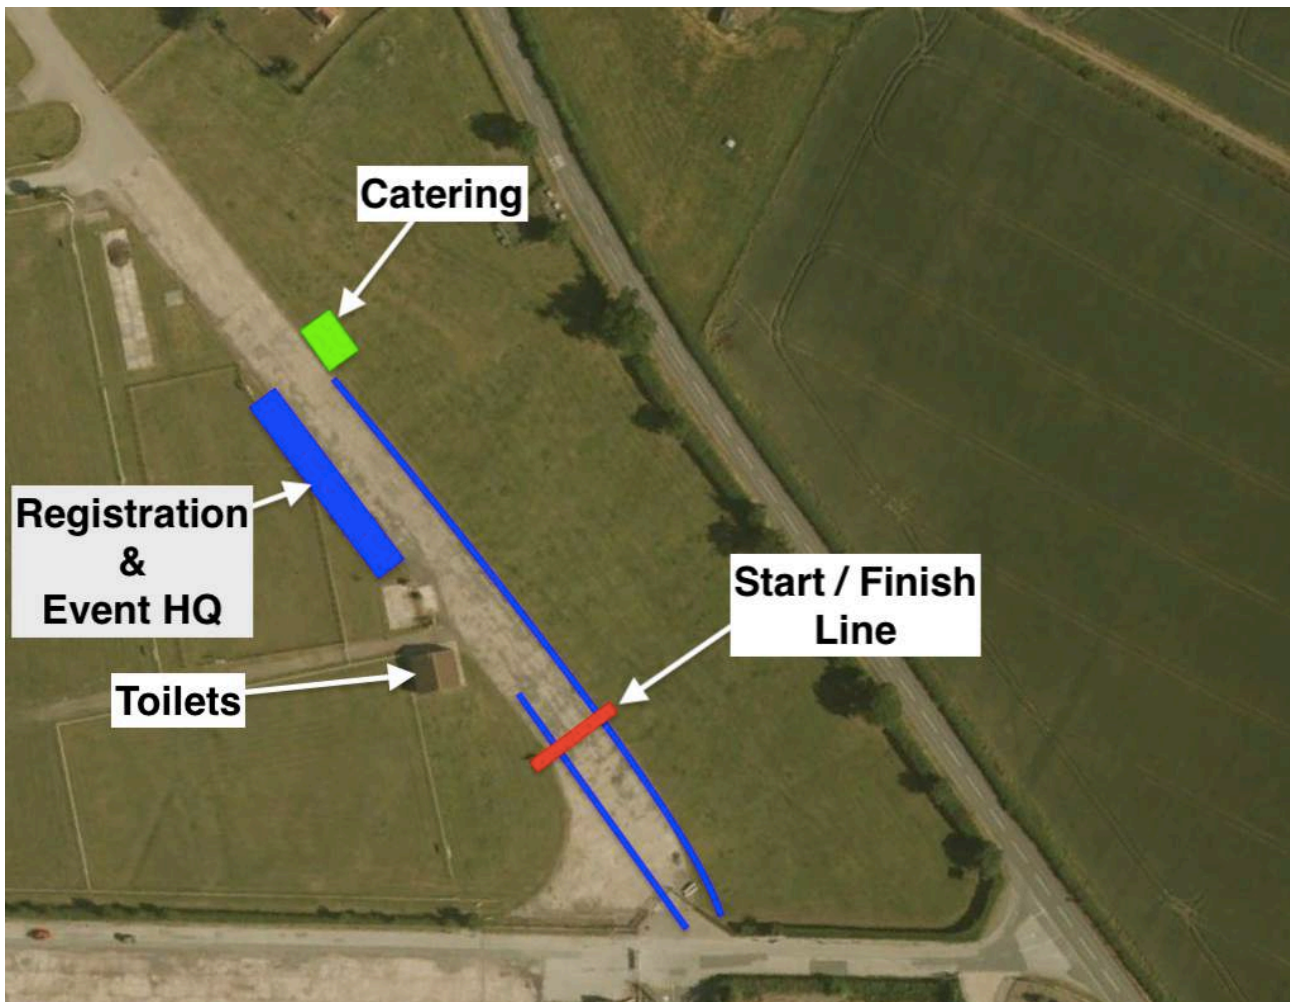 Catering
Registration
&
Event HQ
Start / Finish
Line
Toilets